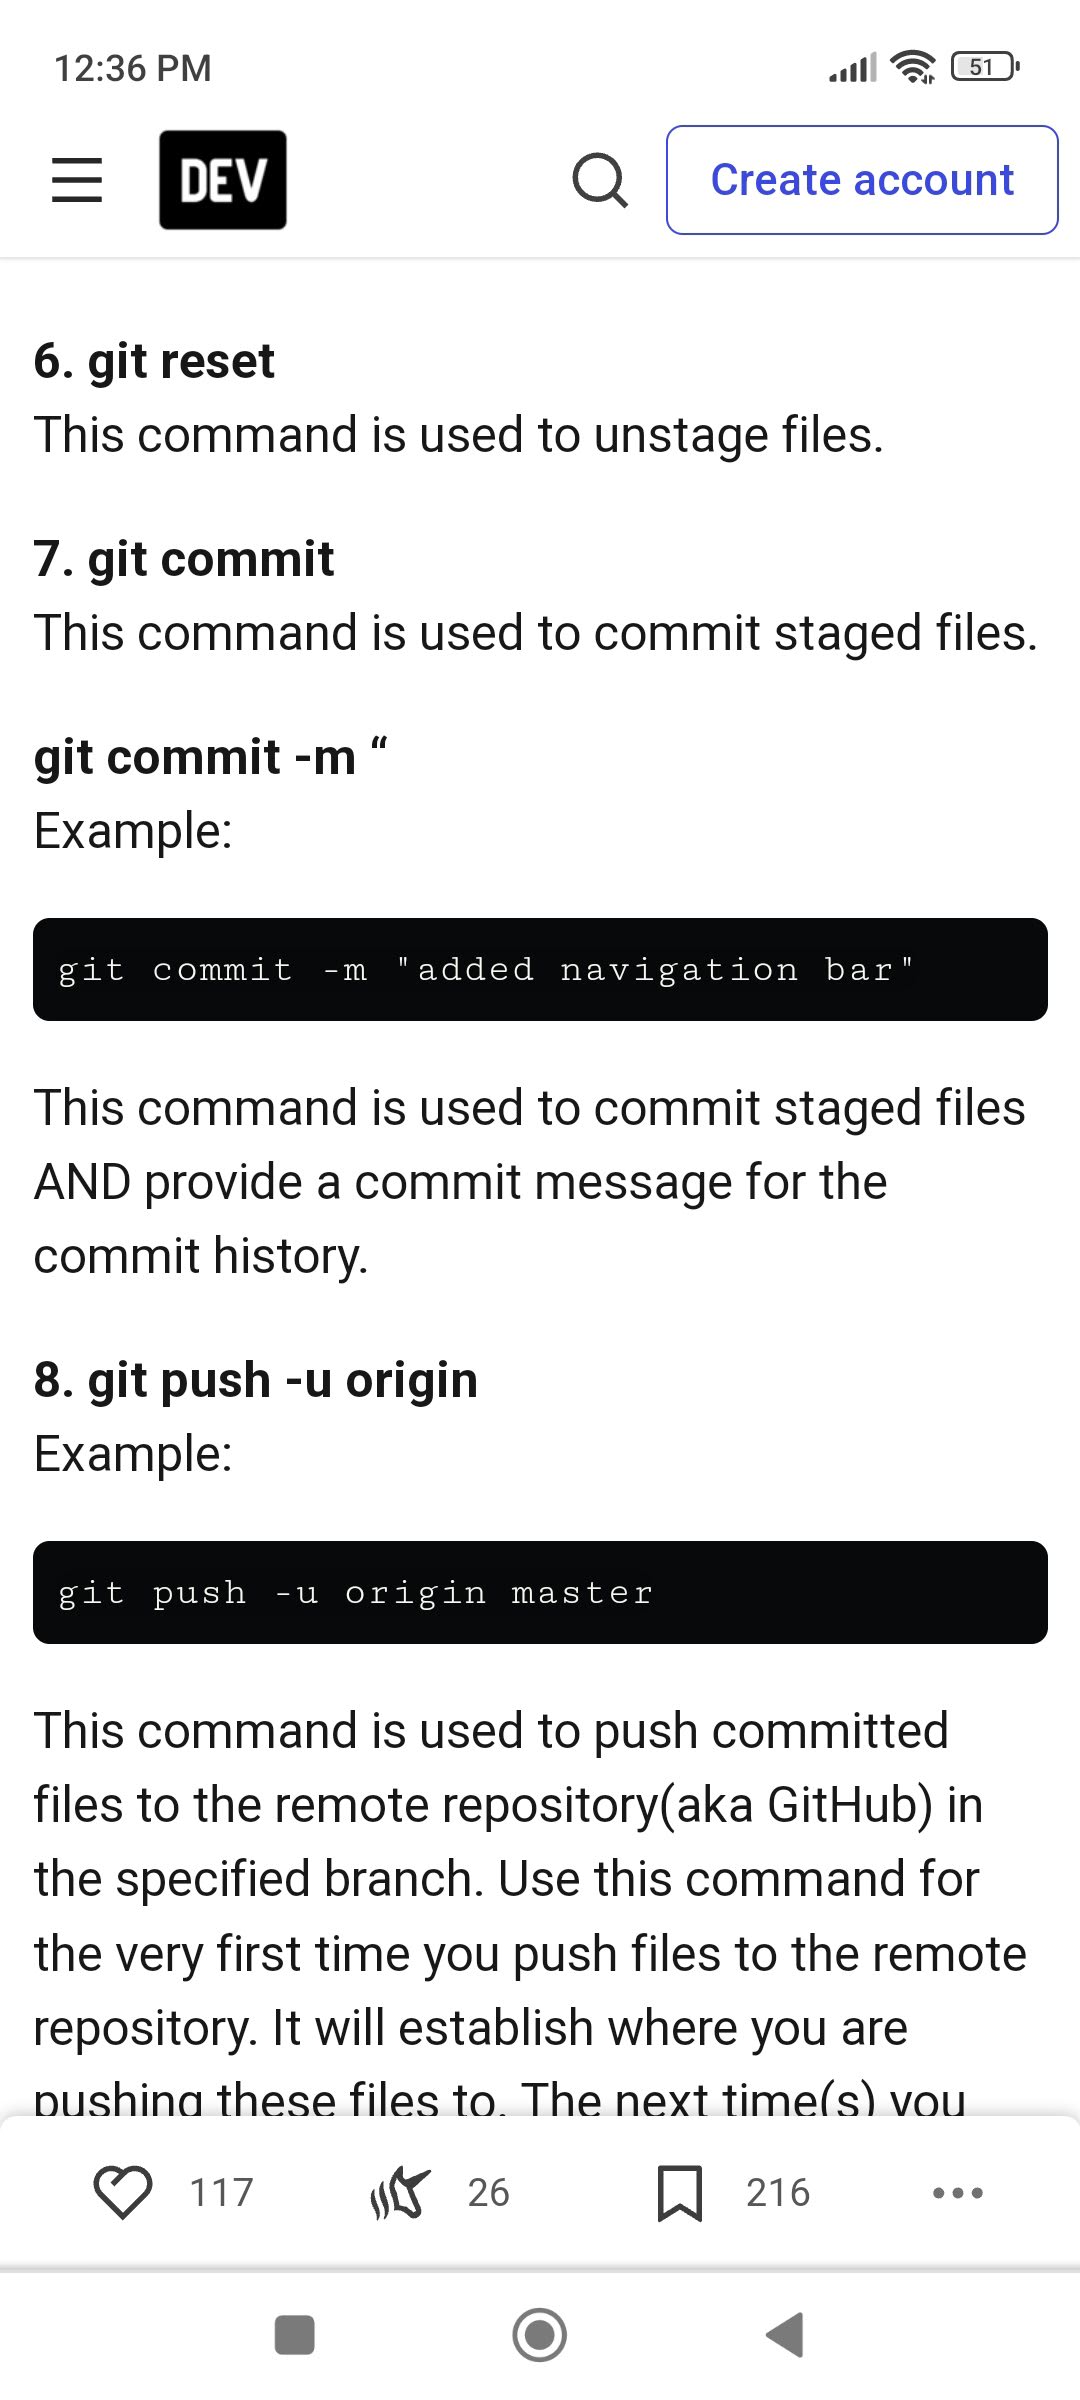 12:36 PM
51
DEV
Create account
6. git reset
This command is used to unstage files.
7. git commit
This command is used to commit staged files.
git commit -m “
Example:
git commit -m "added navigation bar"
This command is used to commit staged files
AND provide a commit message for the
commit history.
8. git push -u origin
Example:
git push -u origin master
This command is used to push committed
files to the remote repository(aka GitHub) in
the specified branch. Use this command for
the very first time you push files to the remote
repository. It will establish where you are
pushing these files to. The next time(s) you
117
26
216